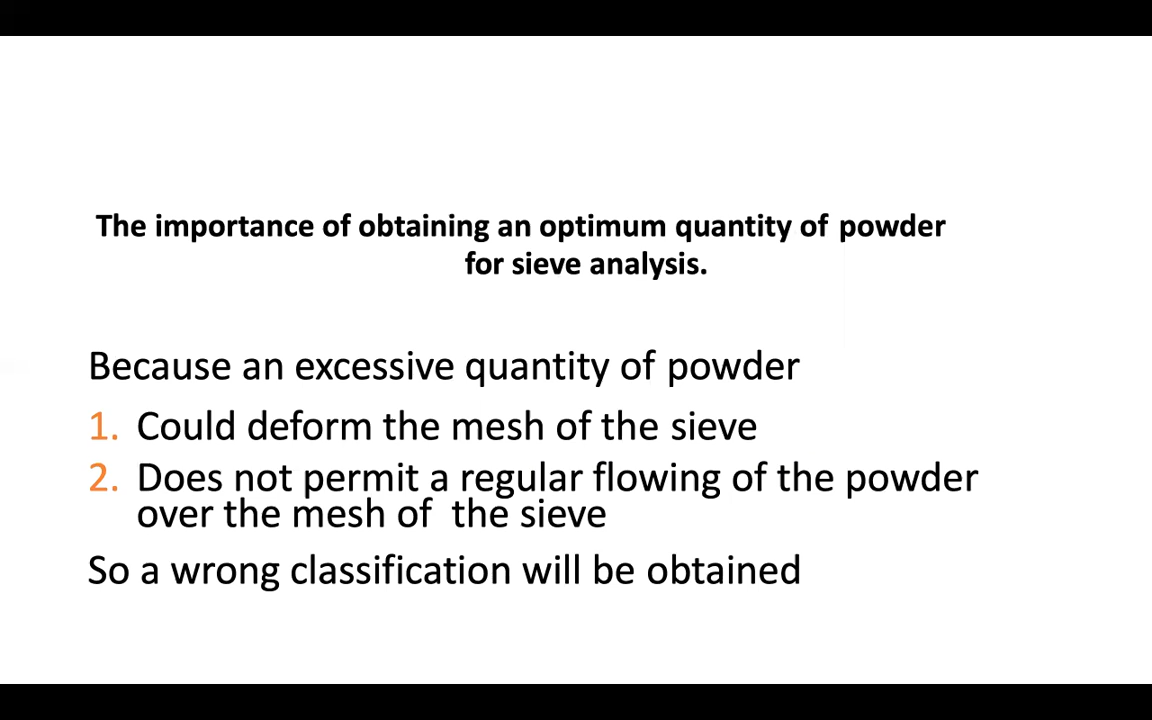 The importance of obtaining an optimum quantity of powder
for sieve analysis.
Because an excessive quantity of powder
1. Could deform the mesh of the sieve
2. Does not permit a regular flowing of the powder
over the mesh of  the sieve
So a wrong classification will be obtained